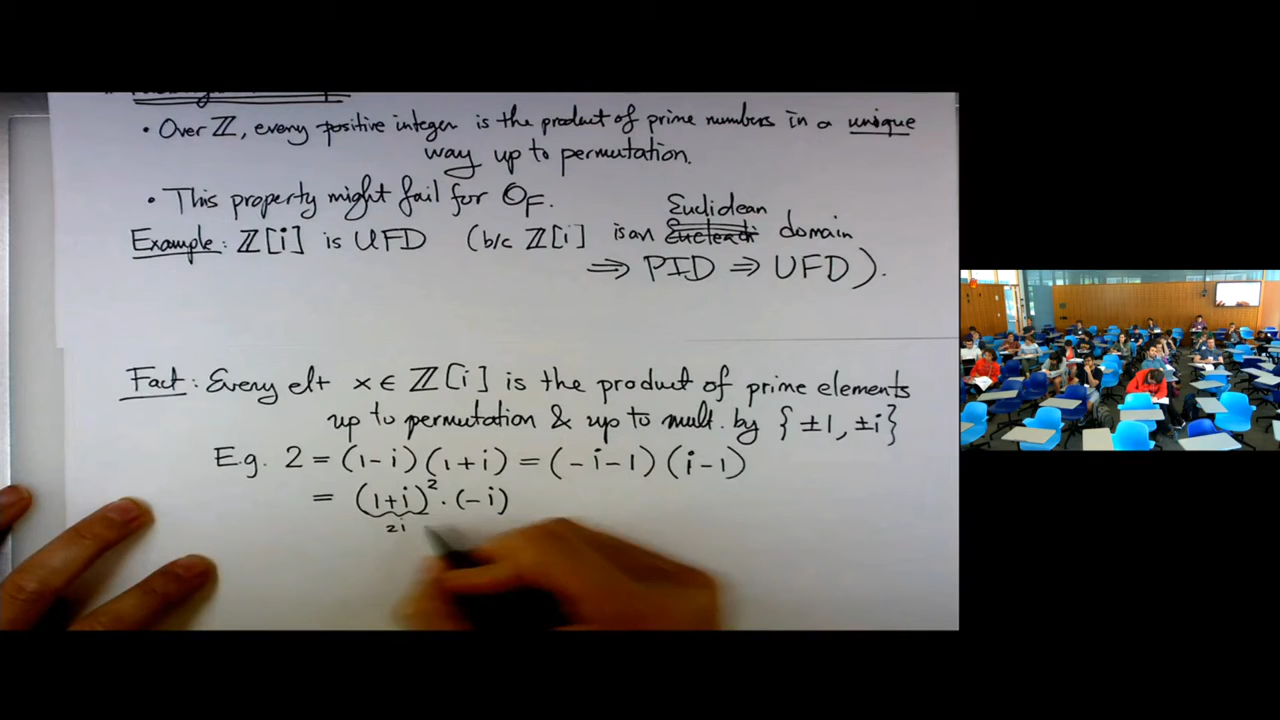 • Over ℤ, every positive integer is the product of prime numbers in a unique
way up to permutation.
• This property might fail for O_F.
Euclidean
Example: ℤ[i] is UFD (b/c ℤ[i] is an domain
⇒ PID ⇒ UFD).
Fact: Every elt x ∈ ℤ[i] is the product of prime elements
up to permutation & up to mult. by {±1, ±i}
E.g. 2 = (1-i)(1+i) = (-i-1)(i-1)
= (1+i)²·(-i)
2i